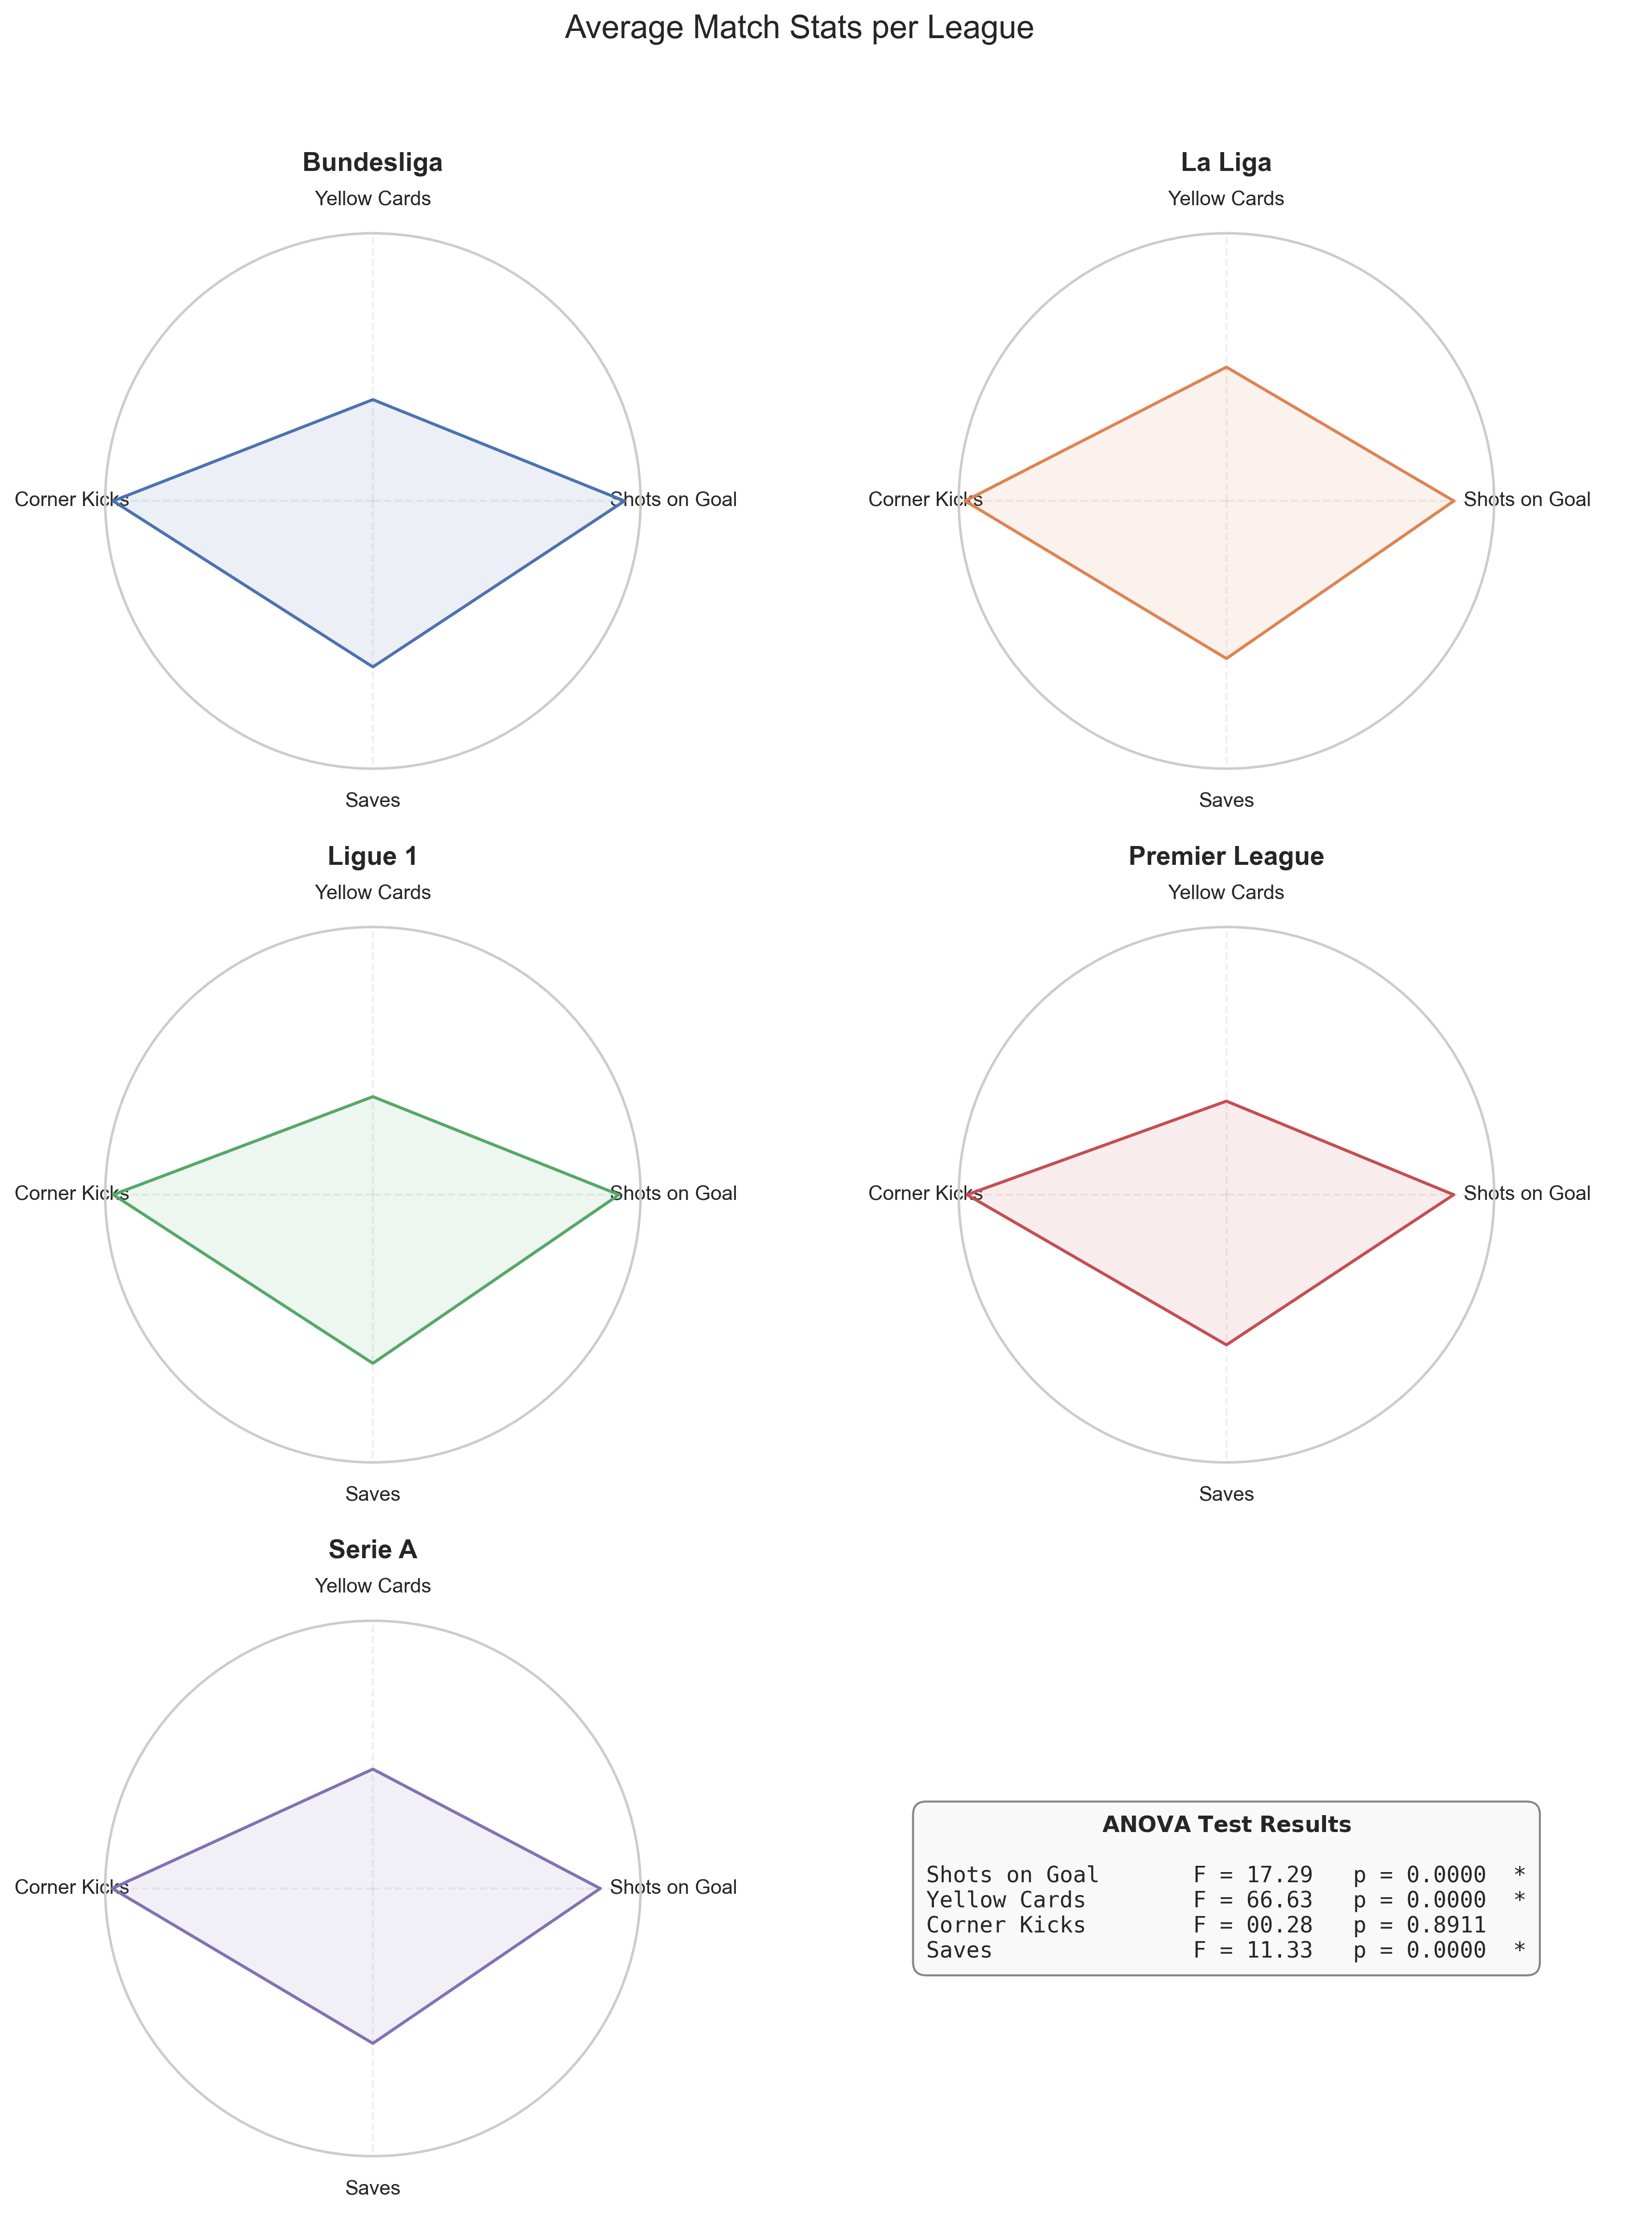 Average Match Stats per League
Bundesliga
Yellow Cards
Corner Kicks
Shots on Goal
Saves
La Liga
Yellow Cards
Corner Kicks
Shots on Goal
Saves
Ligue 1
Yellow Cards
Corner Kicks
Shots on Goal
Saves
Premier League
Yellow Cards
Corner Kicks
Shots on Goal
Saves
Serie A
Yellow Cards
Corner Kicks
Shots on Goal
Saves
ANOVA Test Results
Shots on Goal F = 17.29 p = 0.0000 *
Yellow Cards F = 66.63 p = 0.0000 *
Corner Kicks F = 00.28 p = 0.8911
Saves F = 11.33 p = 0.0000 *